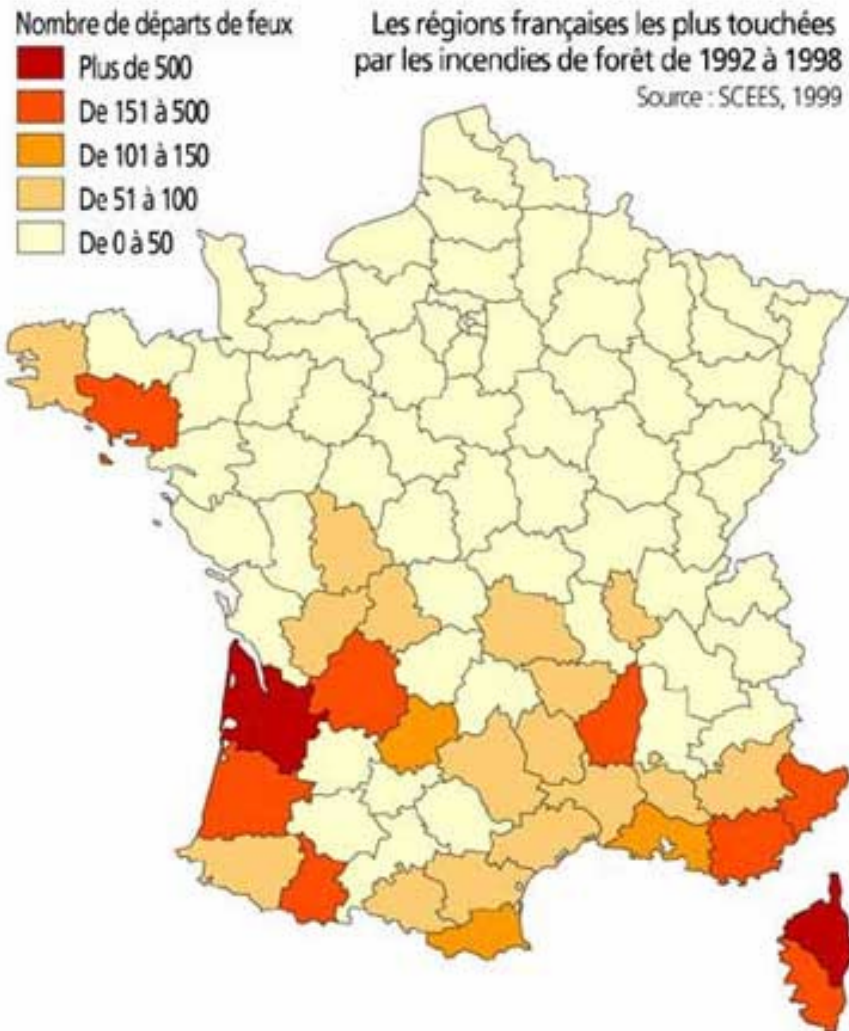 Nombre de départs de feux
Plus de 500
De 151 à 500
De 101 à 150
De 51 à 100
De 0 à 50
Les régions françaises les plus touchées
par les incendies de forêt de 1992 à 1998
Source : SCEES, 1999